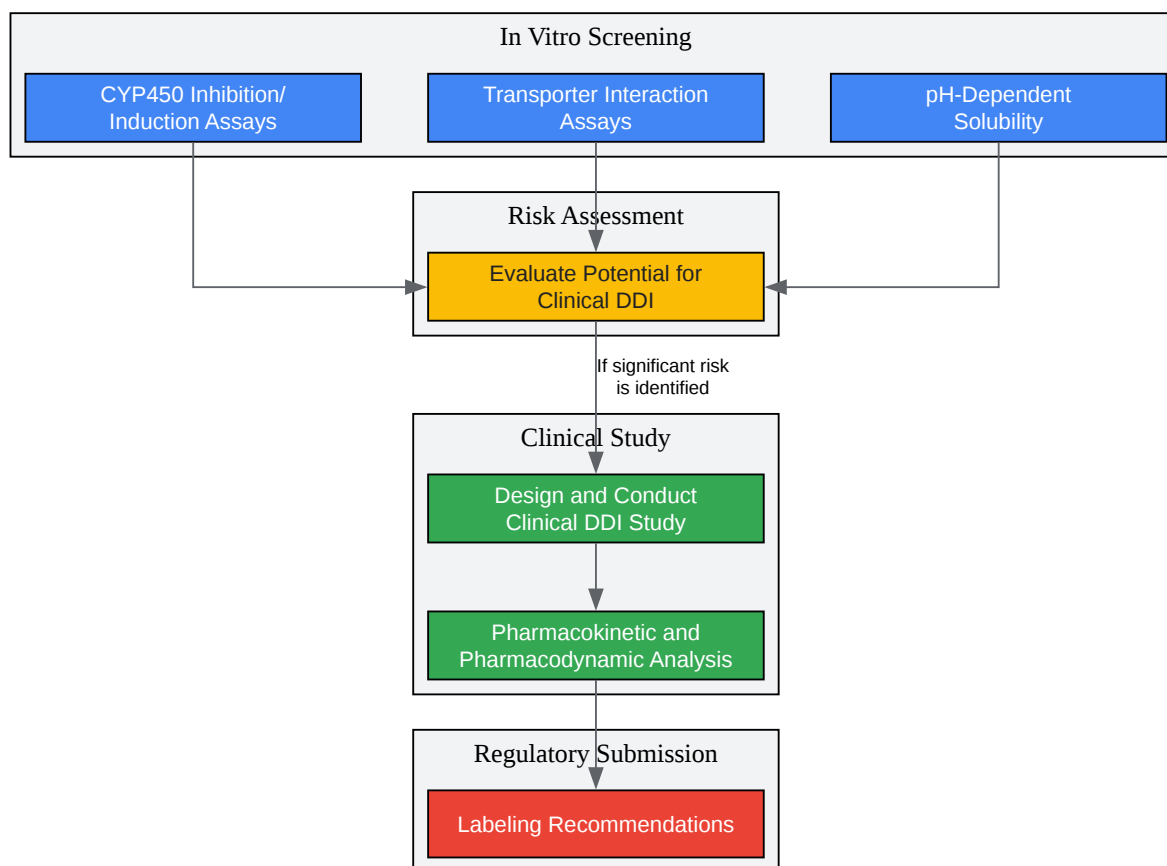 In Vitro Screening
CYP450 Inhibition/
Induction Assays
Transporter Interaction
Assays
pH-Dependent
Solubility
Risk Assessment
Evaluate Potential for
Clinical DDI
If significant risk
is identified
Clinical Study
Design and Conduct
Clinical DDI Study
Pharmacokinetic and
Pharmacodynamic Analysis
Regulatory Submission
Labeling Recommendations